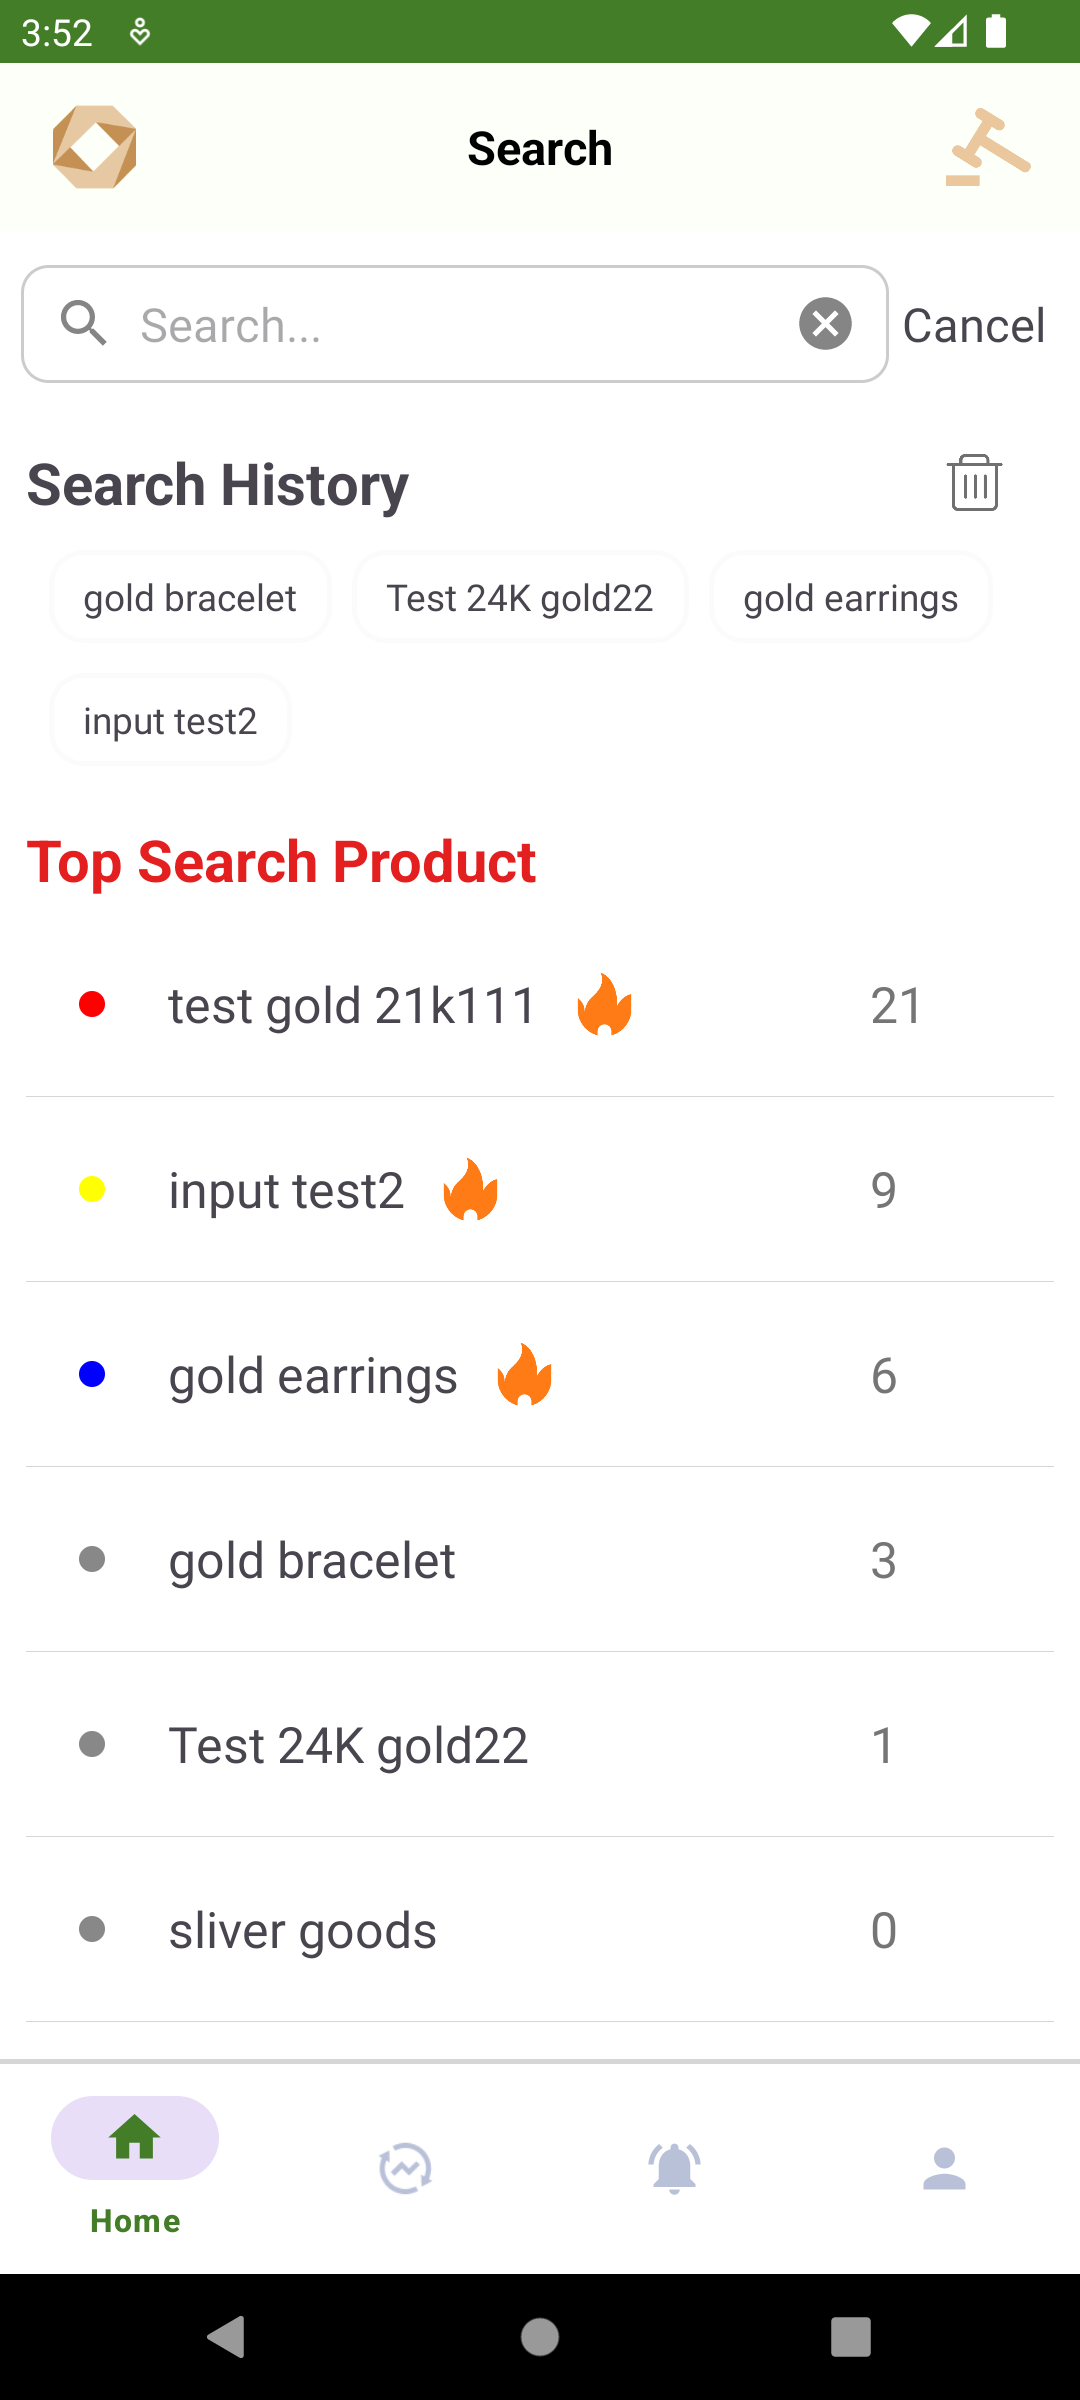 3:52
Search
Search... Cancel
Search History
gold bracelet Test 24K gold22 gold earrings
input test2
Top Search Product
test gold 21k111 21
input test2 9
gold earrings 6
gold bracelet 3
Test 24K gold22 1
sliver goods 0
Home